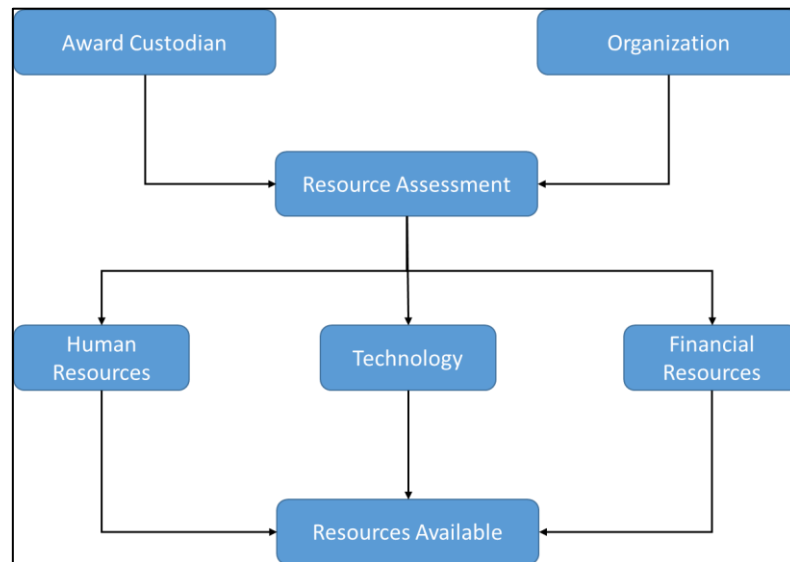 Award Custodian
Organization
Resource Assessment
Human
Resources
Technology
Financial
Resources
Resources Available